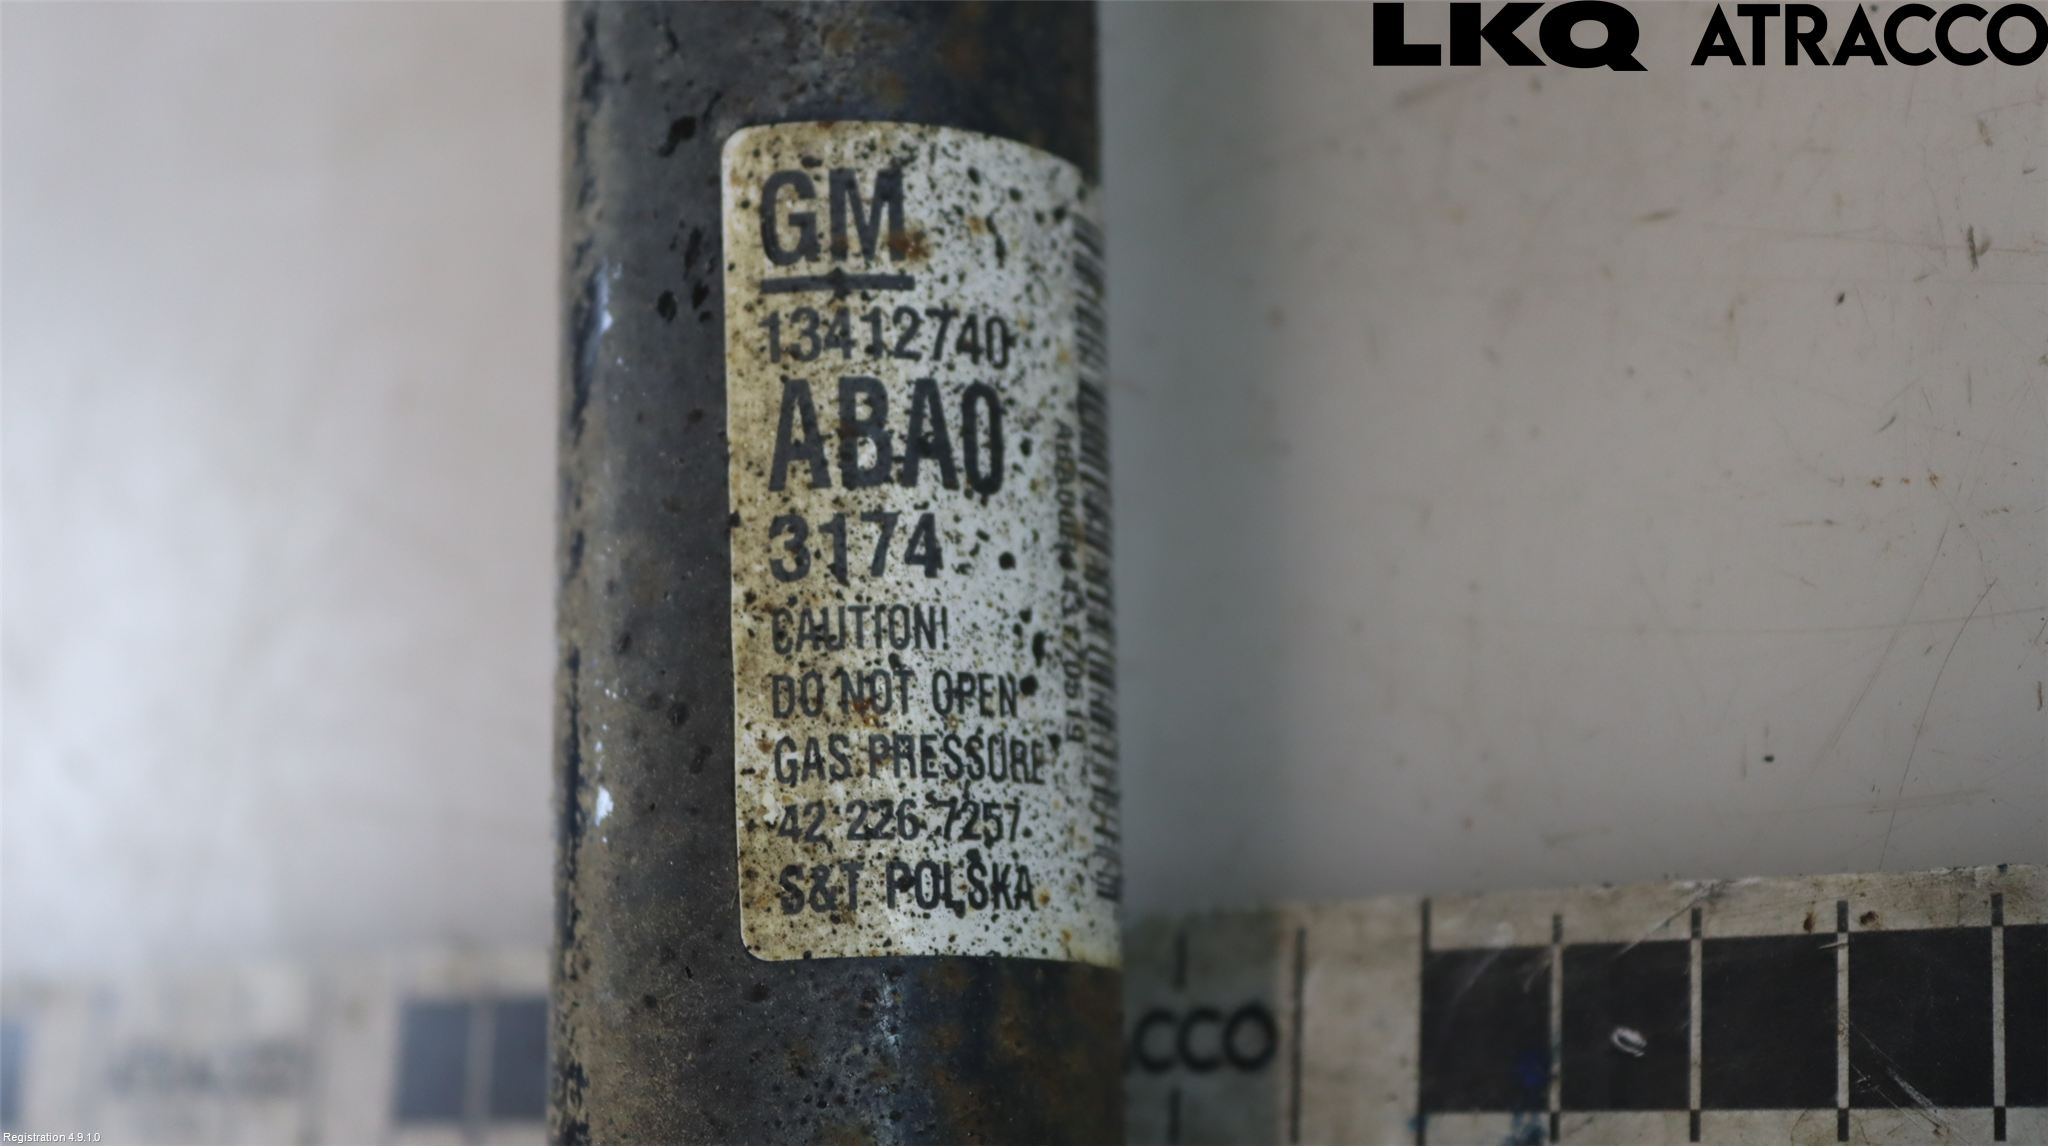 LKQ ATRACCO
GM
13412740
ABA0
3174
CAUTION!
DO NOT OPEN
GAS PRESSURE
42 226 7257
S&T POLSKA
CCO
Registration 4.9.1.0